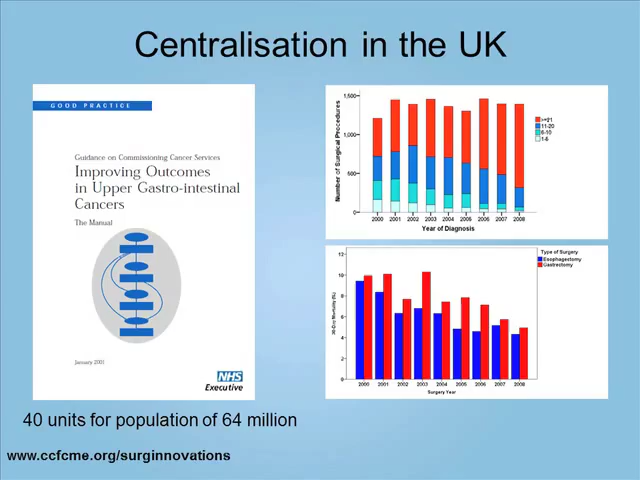 Centralisation in the UK
GOOD PRACTICE
Guidance on Commissioning Cancer Services
Improving Outcomes
in Upper Gastro-intestinal
Cancers
The Manual
January 2001
NHS
Executive
Number of Surgical Procedures
1,500
1,000
500
0
2000 2001 2002 2003 2004 2005 2006 2007 2008
Year of Diagnosis
>=21
11-20
6-10
1-5
30 Day Mortality (%)
12
10
8
6
4
2
0
2000 2001 2002 2003 2004 2005 2006 2007 2008
Surgery Year
Type of Surgery
Esophagectomy
Gastrectomy
40 units for population of 64 million
www.ccfcme.org/surginnovations